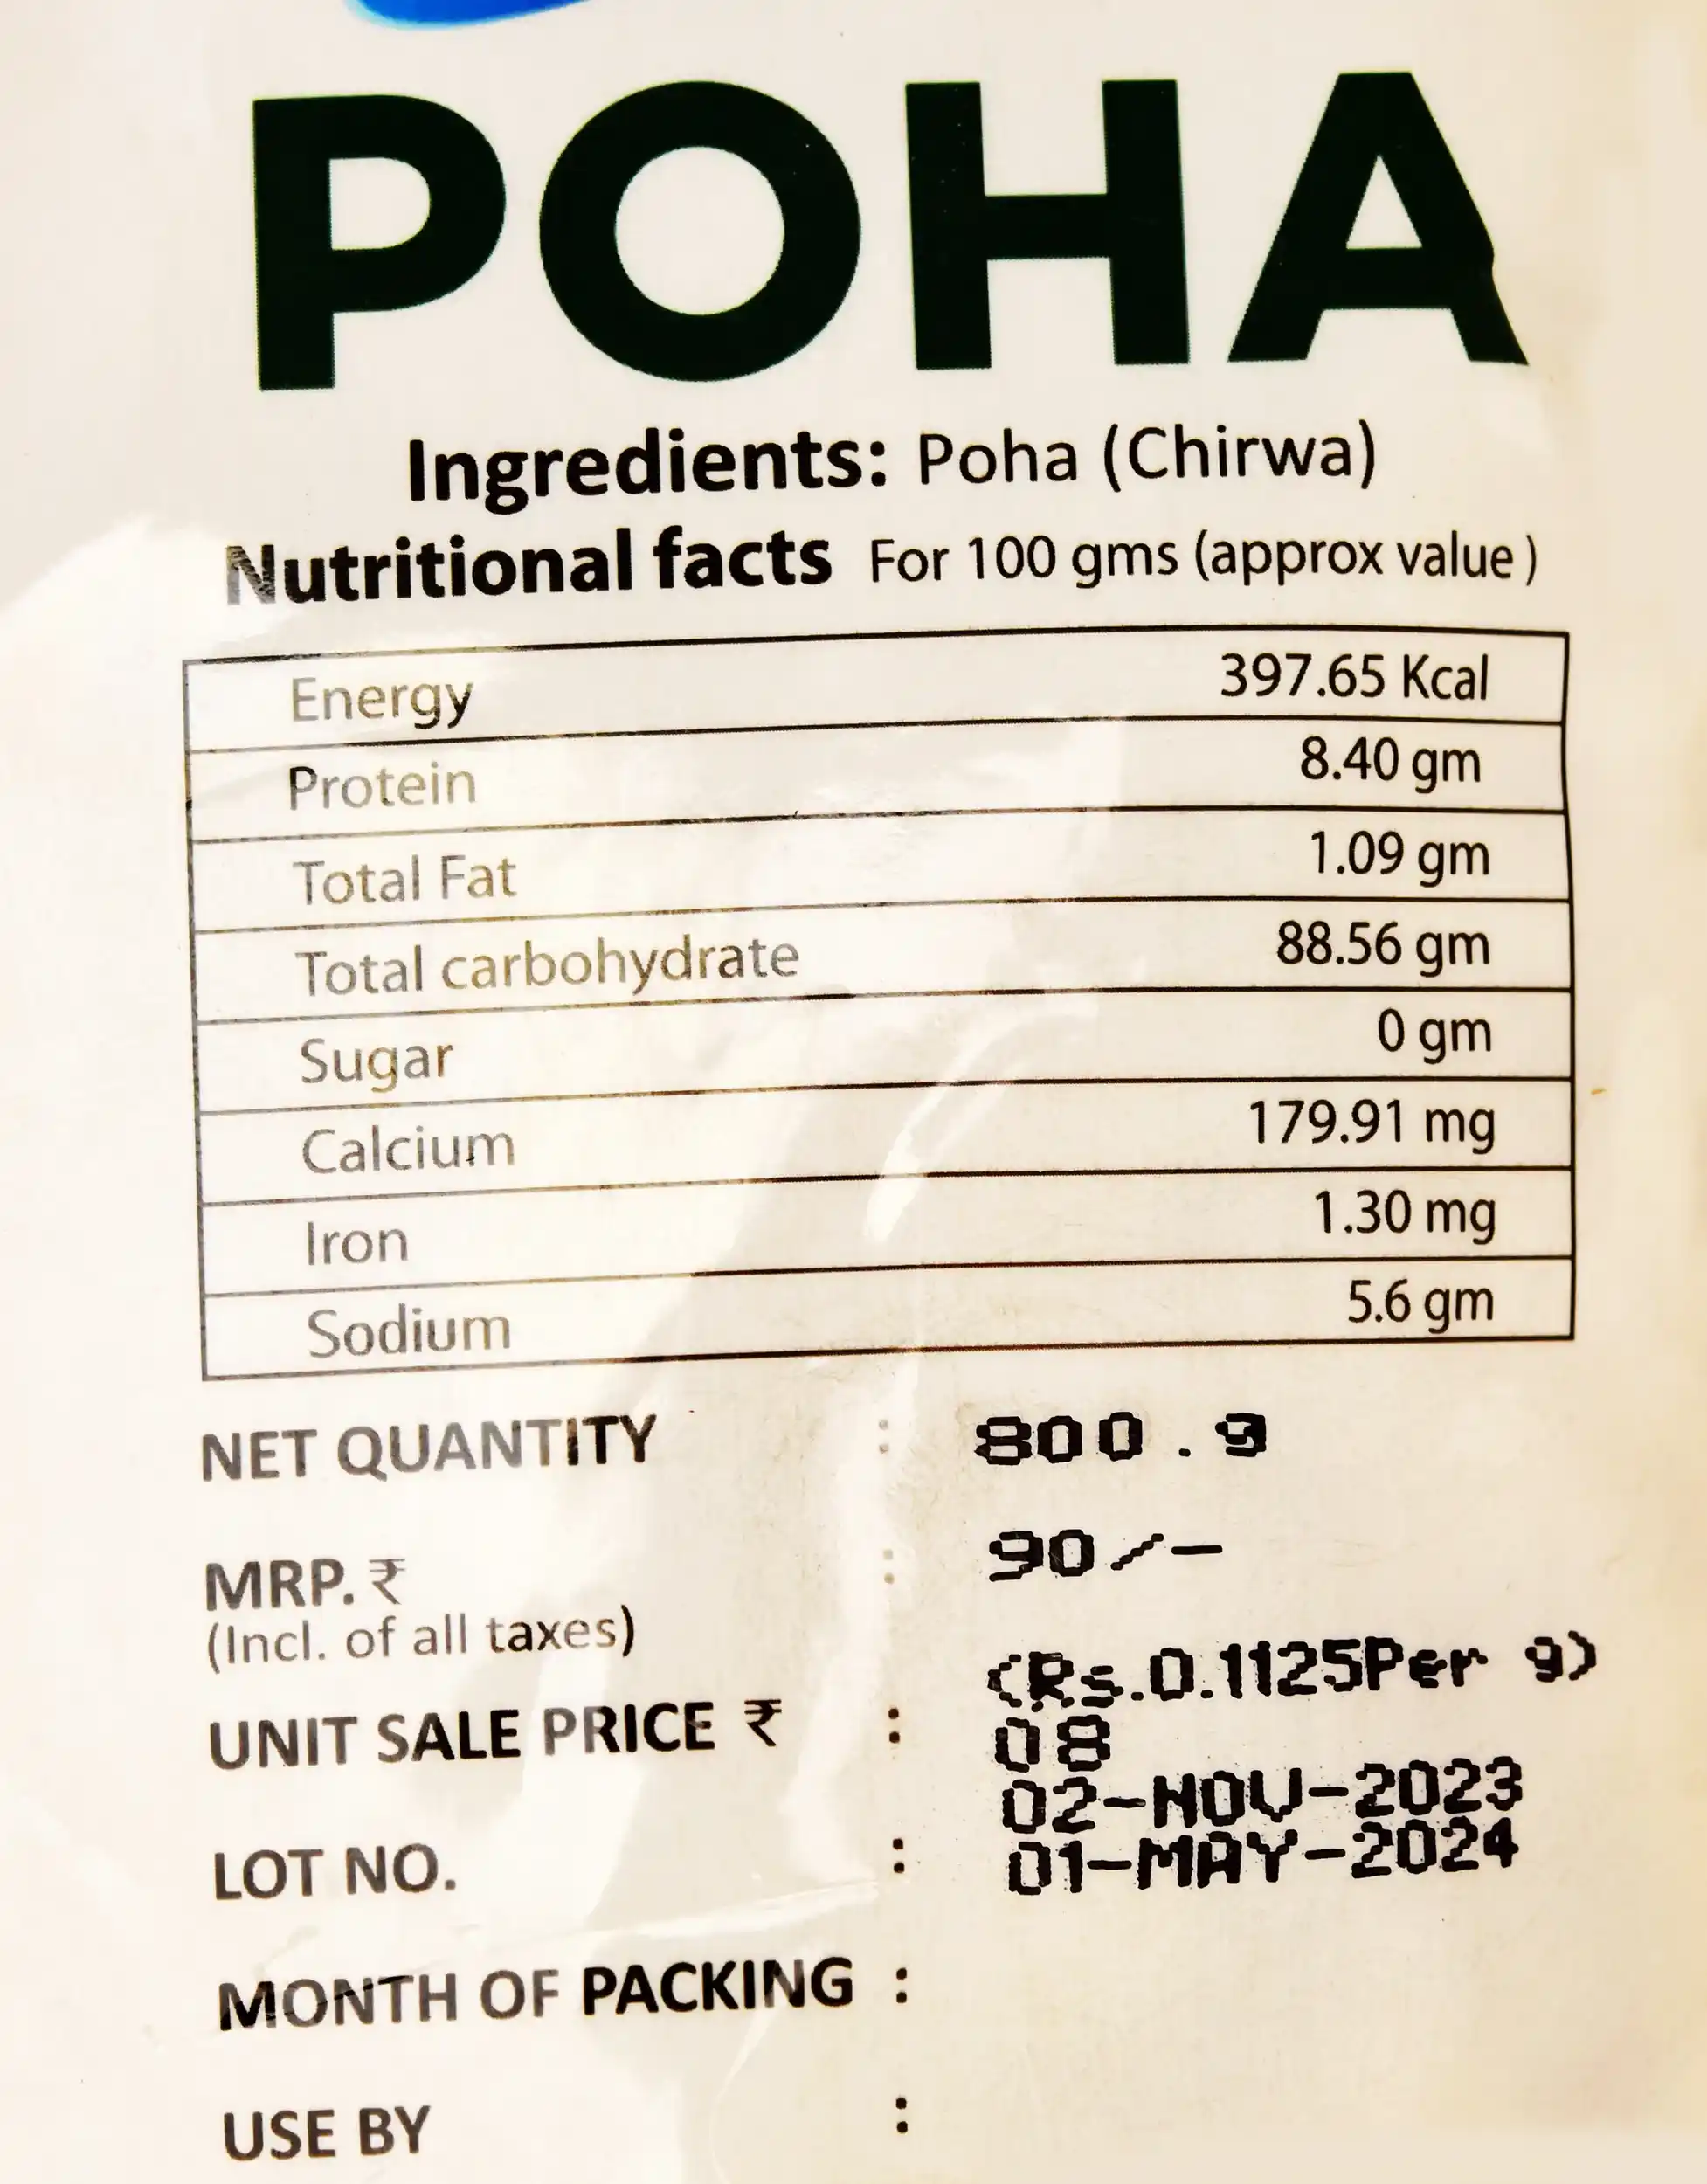 POHA
Ingredients: Poha (Chirwa)
Nutritional facts For 100 gms (approx value )
Energy 397.65 Kcal
Protein 8.40 gm
Total Fat 1.09 gm
Total carbohydrate 88.56 gm
Sugar 0 gm
Calcium 179.91 mg
Iron 1.30 mg
Sodium 5.6 gm
NET QUANTITY : 800 . g
MRP. ₹ : 90/-
(Incl. of all taxes)
(Rs.0.1125Per g)
UNIT SALE PRICE ₹ : 08
02-NOV-2023
LOT NO. : 01-MAY-2024
MONTH OF PACKING :
USE BY :